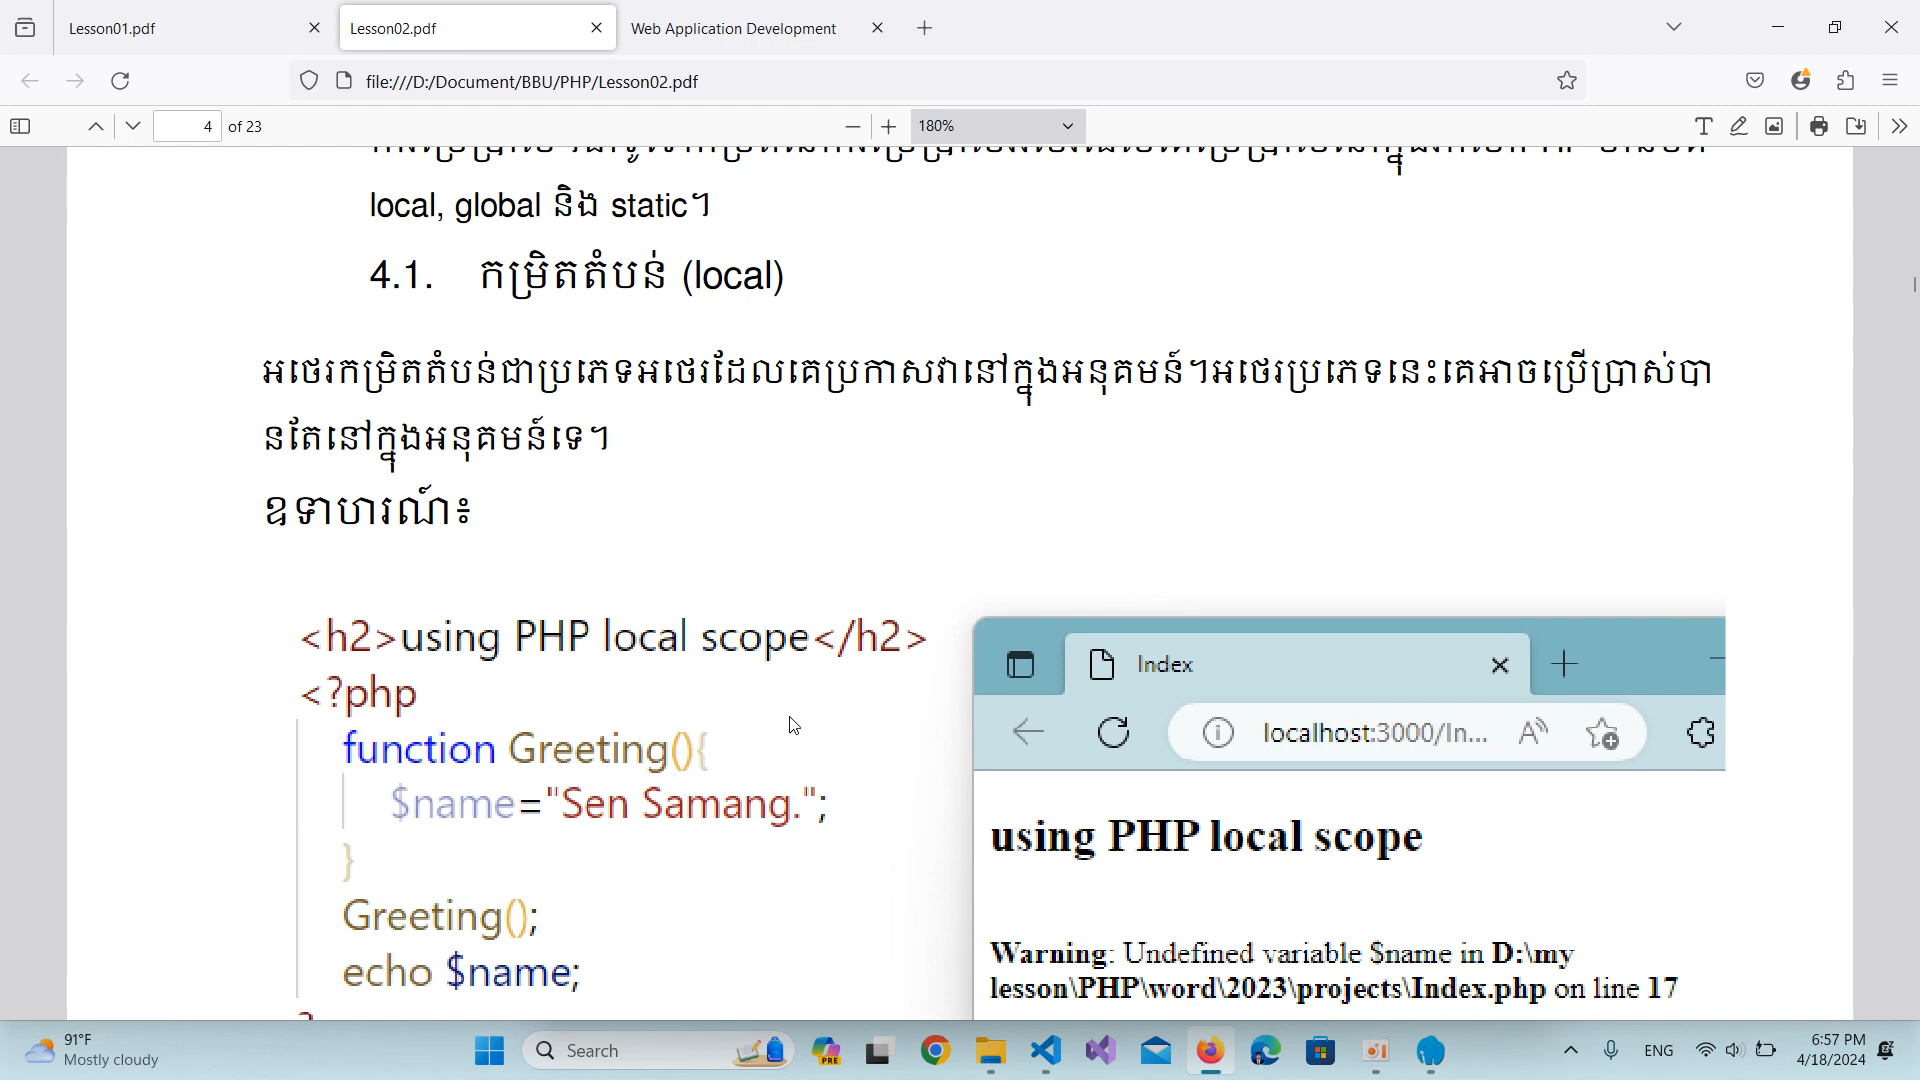 Lesson01.pdf
Lesson02.pdf
Web Application Development
file:///D:/Document/BBU/PHP/Lesson02.pdf
4 of 23
180%
local, global និង static។
4.1. កម្រិតតំបន់ (local)
អថេរកម្រិតតំបន់ជាប្រភេទអថេរដែលគេប្រកាសវានៅក្នុងអនុគមន៍។អថេរប្រភេទនេះគេអាចប្រើប្រាស់បា
នតែនៅក្នុងអនុគមន៍ទេ។
ឧទាហរណ៍៖
<h2>using PHP local scope</h2>
<?php
function Greeting(){
$name="Sen Samang.";
}
Greeting();
echo $name;
Index
localhost:3000/In...
using PHP local scope
Warning: Undefined variable $name in D:\my
lesson\PHP\word\2023\projects\Index.php on line 17
91°F
Mostly cloudy
Search
PRE
ENG
6:57 PM
4/18/2024